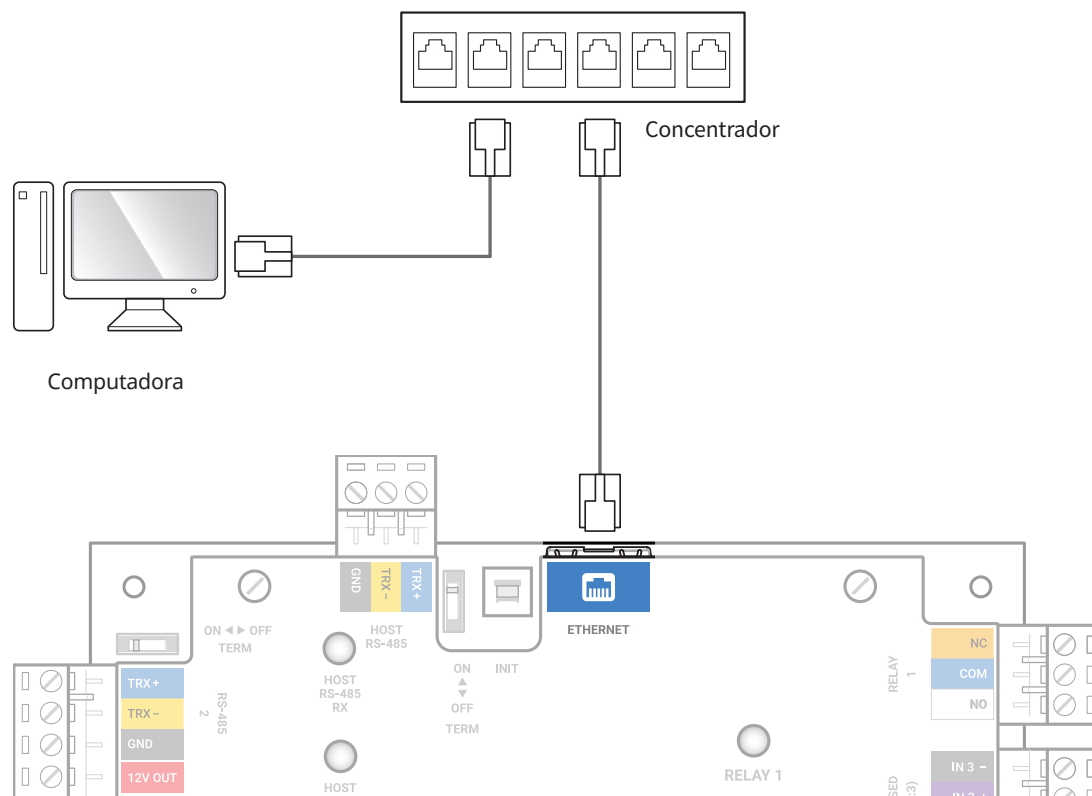 Concentrador
Computadora
GND
TRX -
TRX +
ETHERNET
ON ◀ ▶ OFF
TERM
HOST
RS-485
HOST
RS-485
RX
ON
▲
▼
OFF
TERM
INIT
TRX +
TRX -
GND
12V OUT
RS-485
2
HOST
RELAY 1
RELAY
1
NC
COM
NO
IN 3 -